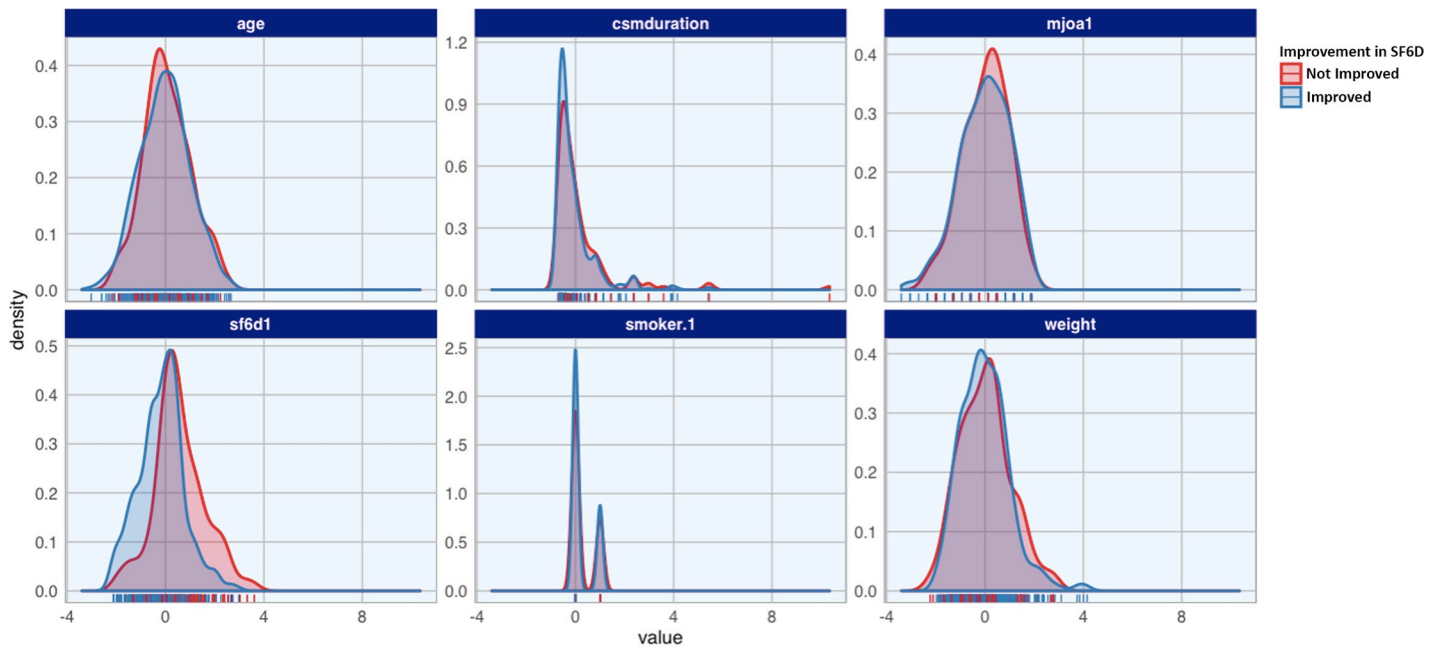 age
csmduration
mjoa1
Improvement in SF6D
Not Improved
Improved
0.4
0.3
0.2
0.1
0.0
1.2
0.9
0.6
0.3
0.0
0.4
0.3
0.2
0.1
0.0
density
sf6d1
smoker.1
weight
0.5
0.4
0.3
0.2
0.1
0.0
2.5
2.0
1.5
1.0
0.5
0.0
0.4
0.3
0.2
0.1
0.0
-4 0 4 8
-4 0 4 8
-4 0 4 8
value